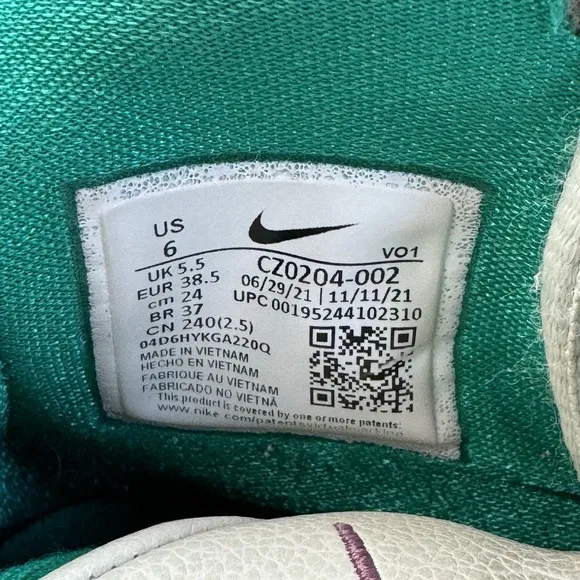 US
6
VO1
UK 5.5
EUR 38.5
cm 24
BR 37
CN 240(2.5)
CZ0204-002
06/29/21 | 11/11/21
UPC 00195244102310
04D6HYKGA220Q
MADE IN VIETNAM
HECHO EN VIETNAM
FABRIQUE AU VIETNAM
FABRICADO NO VIETNÃ
This product is covered by one or more patents:
www.nike.com/patentsvirtualmarking